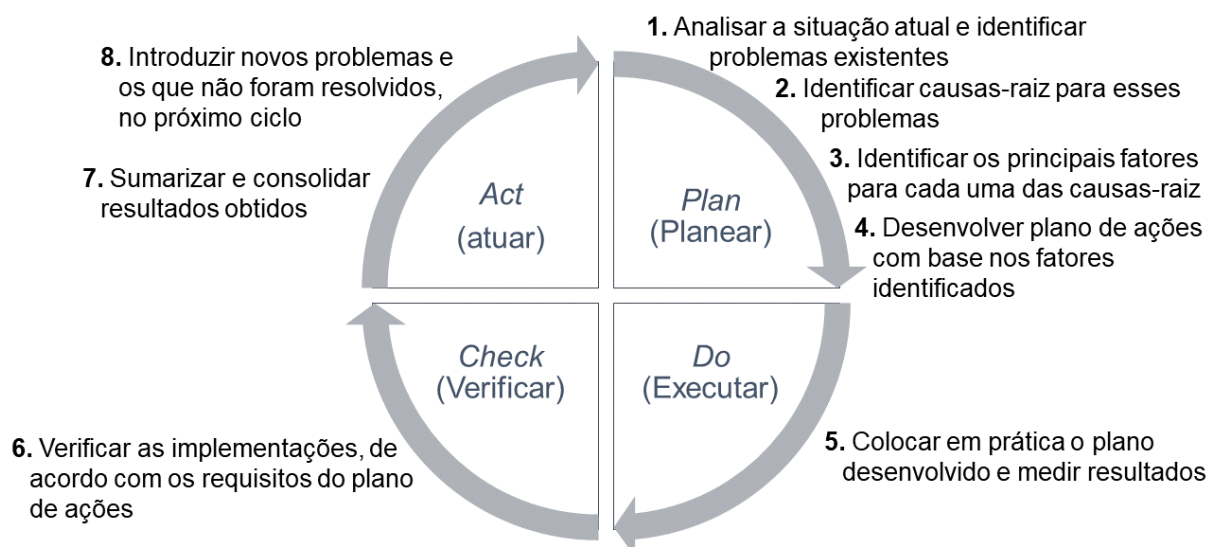 1. Analisar a situação atual e identificar
problemas existentes
2. Identificar causas-raiz para esses
problemas
3. Identificar os principais fatores
para cada uma das causas-raiz
4. Desenvolver plano de ações
com base nos fatores
identificados
Plan
(Planear)
Do
(Executar)
5. Colocar em prática o plano
desenvolvido e medir resultados
Check
(Verificar)
6. Verificar as implementações, de
acordo com os requisitos do plano
de ações
Act
(atuar)
7. Sumarizar e consolidar
resultados obtidos
8. Introduzir novos problemas e
os que não foram resolvidos,
no próximo ciclo